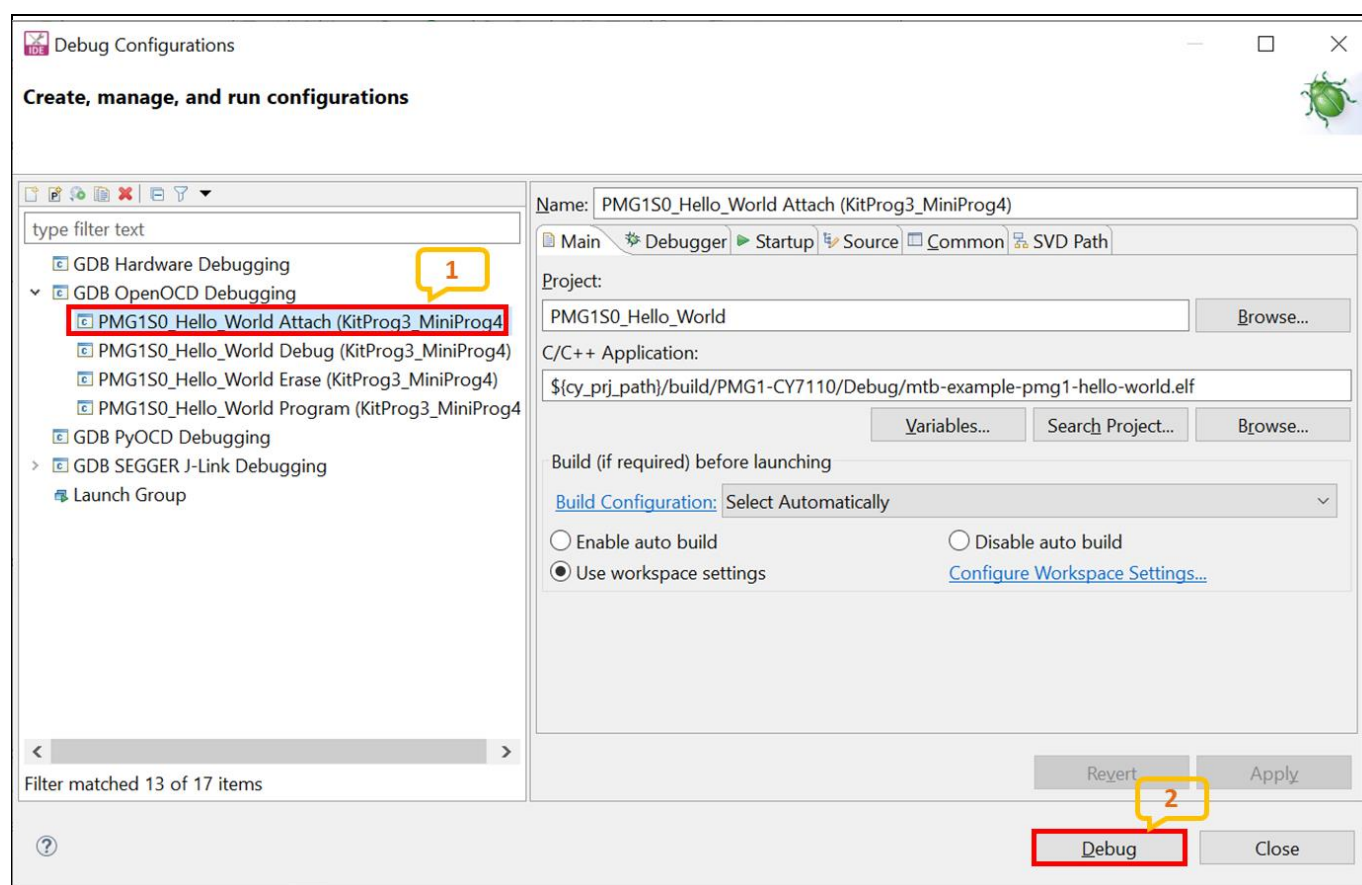 IDE Debug Configurations
Create, manage, and run configurations
type filter text
GDB Hardware Debugging
GDB OpenOCD Debugging
1
PMG1S0_Hello_World Attach (KitProg3_MiniProg4)
PMG1S0_Hello_World Debug (KitProg3_MiniProg4)
PMG1S0_Hello_World Erase (KitProg3_MiniProg4)
PMG1S0_Hello_World Program (KitProg3_MiniProg4
GDB PyOCD Debugging
GDB SEGGER J-Link Debugging
Launch Group
Filter matched 13 of 17 items
Name: PMG1S0_Hello_World Attach (KitProg3_MiniProg4)
Main Debugger Startup Source Common SVD Path
Project:
PMG1S0_Hello_World Browse...
C/C++ Application:
${cy_prj_path}/build/PMG1-CY7110/Debug/mtb-example-pmg1-hello-world.elf
Variables... Search Project... Browse...
Build (if required) before launching
Build Configuration: Select Automatically
Enable auto build Disable auto build
Use workspace settings Configure Workspace Settings...
Revert Apply
2
Debug Close